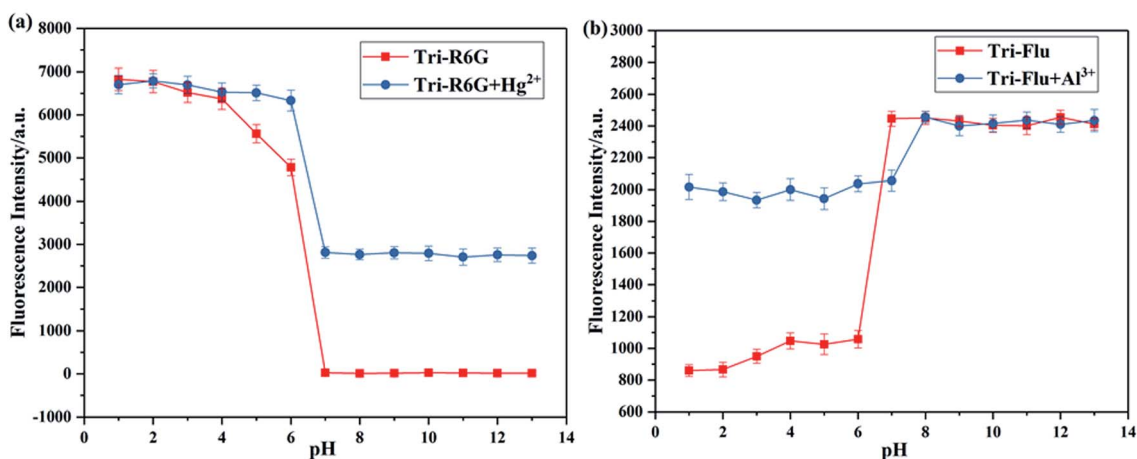 (a)
Tri-R6G
Tri-R6G+Hg²⁺
Fluorescence Intensity/a.u.
8000
7000
6000
5000
4000
3000
2000
1000
0
-1000
0 2 4 6 8 10 12 14
pH
(b)
Tri-Flu
Tri-Flu+Al³⁺
Fluorescence Intensity/a.u.
3000
2800
2600
2400
2200
2000
1800
1600
1400
1200
1000
800
600
0 2 4 6 8 10 12 14
pH